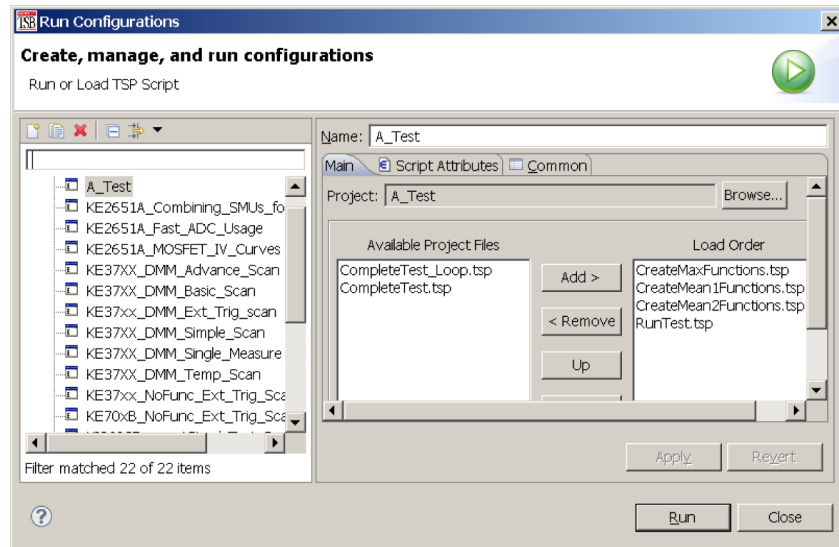 TSB Run Configurations
Create, manage, and run configurations
Run or Load TSP Script
Name: A_Test
Main Script Attributes Common
Project: A_Test Browse...
Available Project Files
CompleteTest_Loop.tsp
CompleteTest.tsp
Add >
< Remove
Up
Load Order
CreateMaxFunctions.tsp
CreateMean1Functions.tsp
CreateMean2Functions.tsp
RunTest.tsp
A_Test
KE2651A_Combining_SMUs_fo
KE2651A_Fast_ADC_Usage
KE2651A_MOSFET_IV_Curves
KE37XX_DMM_Advance_Scan
KE37XX_DMM_Basic_Scan
KE37xx_DMM_Ext_Trig_scan
KE37XX_DMM_Simple_Scan
KE37XX_DMM_Single_Measure
KE37XX_DMM_Temp_Scan
KE37xx_NoFunc_Ext_Trig_Sca
KE70xB_NoFunc_Ext_Trig_Sca
Filter matched 22 of 22 items
Apply Revert
Run Close